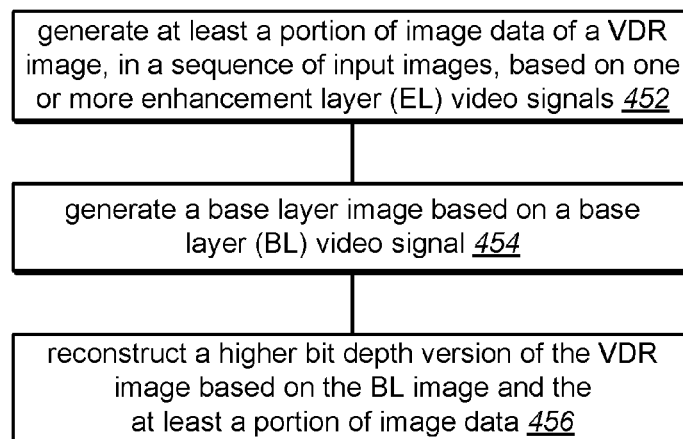 generate at least a portion of image data of a VDR
image, in a sequence of input images, based on one
or more enhancement layer (EL) video signals 452
generate a base layer image based on a base
layer (BL) video signal 454
reconstruct a higher bit depth version of the VDR
image based on the BL image and the
at least a portion of image data 456